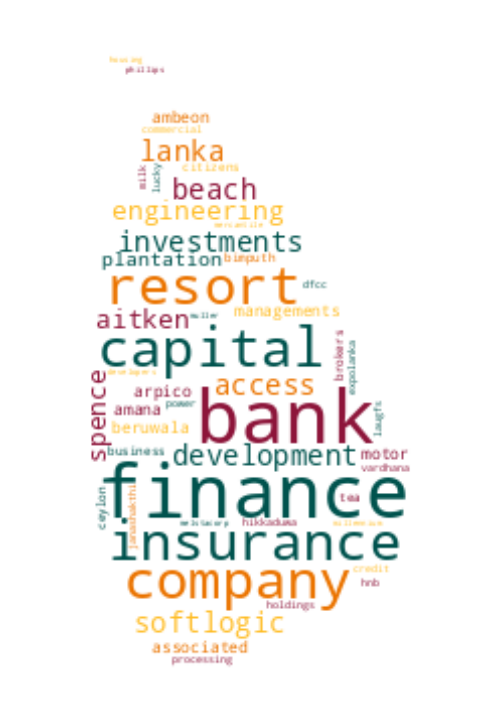 housing
phillips
ambeon
commercial
lanka
citizens
milk
lucky
beach
engineering
mercantile
investments
plantation
bimputh
resort
dfcc
managements
aitken
muller
capital
brokers
expolanka
developers
spence
access
arpico
bank
amana
power
laugfs
beruwala
business
development
motor
vardhana
finance
ceylon
janashakthi
tea
melstacorp
hikkaduwa
millennium
insurance
company
credit
hnb
holdings
softlogic
associated
processing